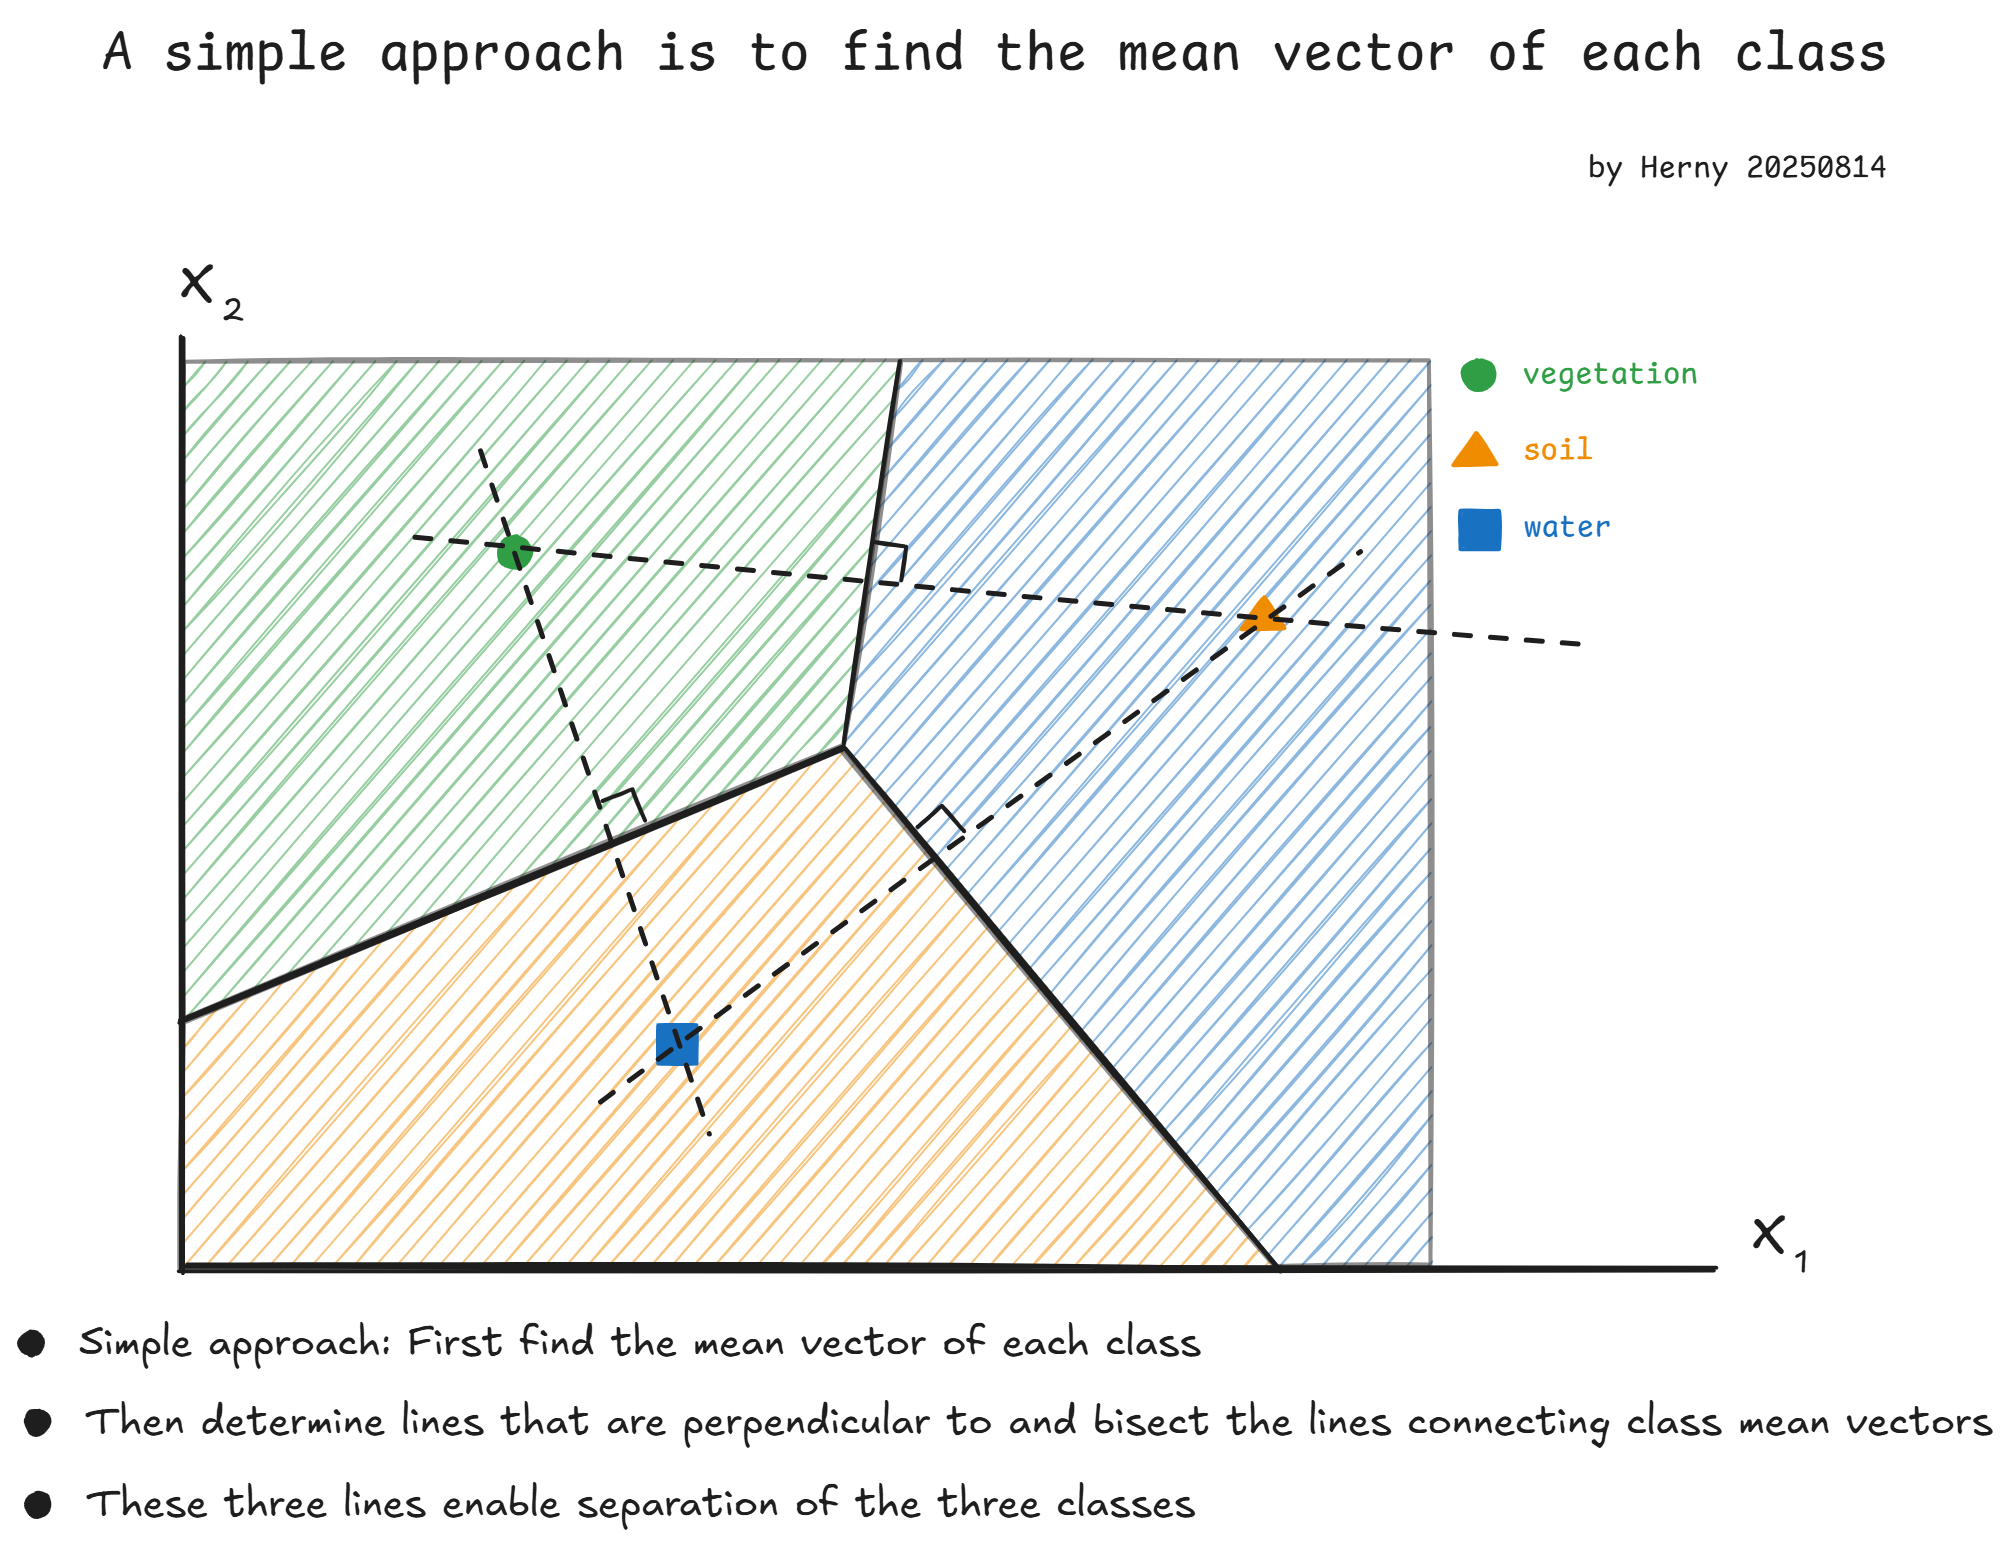 A simple approach is to find the mean vector of each class
by Herny 20250814
X₂
vegetation
soil
water
X₁
Simple approach: First find the mean vector of each class
Then determine lines that are perpendicular to and bisect the lines connecting class mean vectors
These three lines enable separation of the three classes